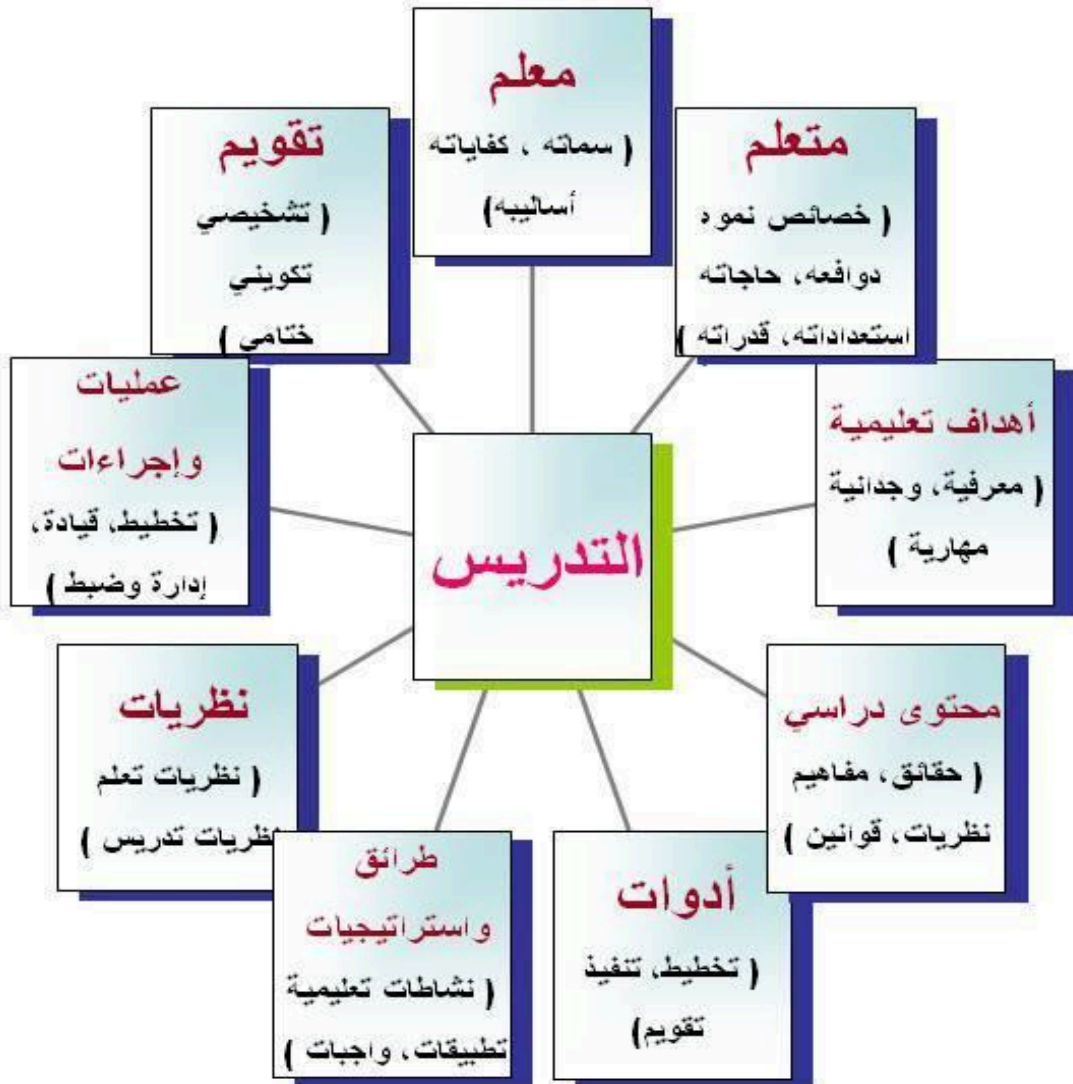 معلم
( سماته ، كفاياته
أساليبه)
متعلم
( خصائص نموه
دوافعه، حاجاته
استعداداته، قدراته )
أهداف تعليمية
( معرفية، وجدانية
مهارية )
محتوى دراسي
( حقائق، مفاهيم
نظريات، قوانين )
أدوات
( تخطيط، تنفيذ
تقويم)
طرائق
واستراتيجيات
( نشاطات تعليمية
تطبيقات، واجبات )
نظريات
( نظريات تعلم
نظريات تدريس )
عمليات
وإجراءات
( تخطيط، قيادة،
إدارة وضبط )
تقويم
( تشخيصي
تكويني
ختامي )
التدريس